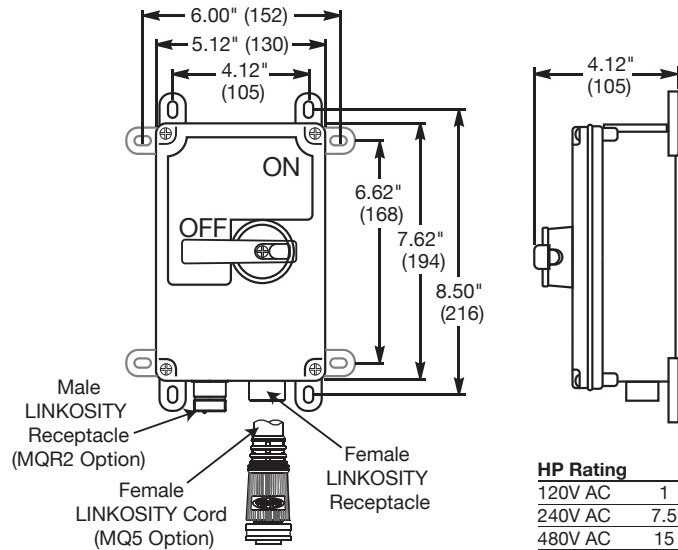 6.00" (152)
5.12" (130)
4.12"
(105)
4.12"
(105)
ON
OFF
6.62"
(168)
7.62"
(194)
8.50"
(216)
Male
LINKOSITY
Receptacle
(MQR2 Option)
Female
LINKOSITY Cord
(MQ5 Option)
Female
LINKOSITY
Receptacle
HP Rating
120V AC 1
240V AC 7.5
480V AC 15